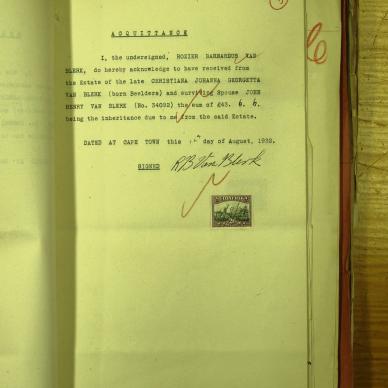 ACQUITTANCE
I, the undersigned, ROZIER BARNARDUS VAN
BLERK, do hereby acknowledge to have received from
the Estate of the late CHRISTIANA JOHANNA GEORGETTA
VAN BLERK (born Beelders) and surviving Spouse JOHN
HENRY VAN BLERK (No. 34092) the sum of £43. 6. 6.
being the inheritance due to me from the said Estate.
DATED AT CAPE TOWN this day of August, 1932.
SIGNED R B Van Blerk